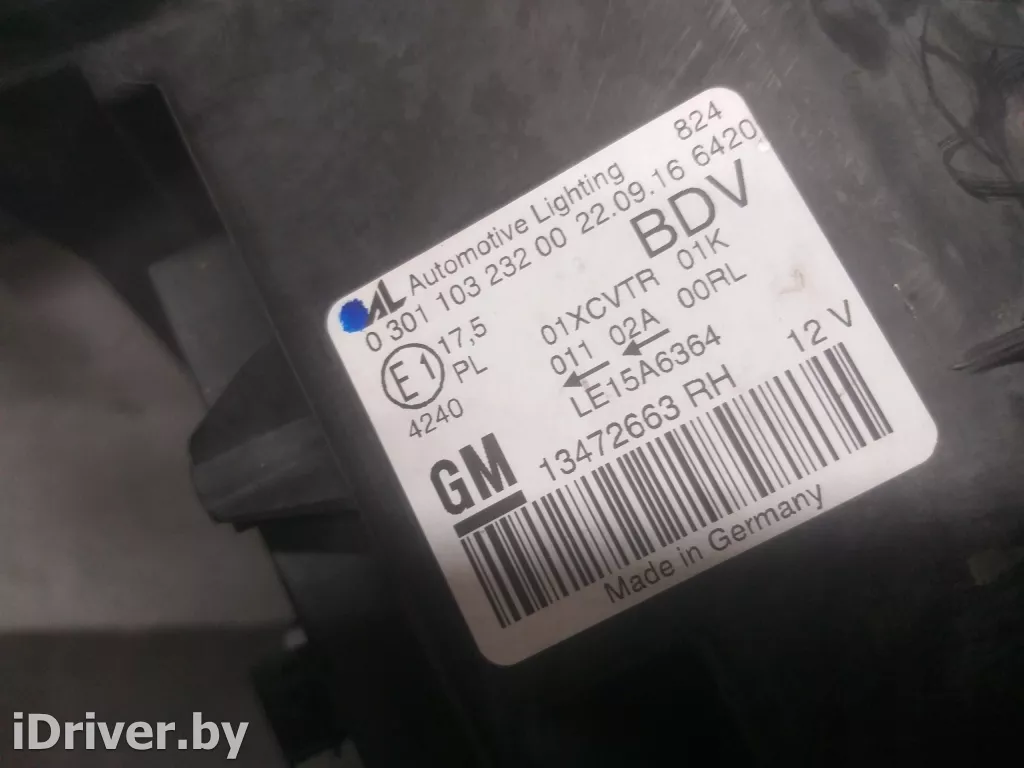 AL Automotive Lighting 824
0 301 103 232 00 22.09.16 6420
E1 17,5
PL
4240
01XCVTR
BDV
011 02A 01K
00RL
LE15A6364
GM
13472663 RH 12 V
Made in Germany
iDriver.by